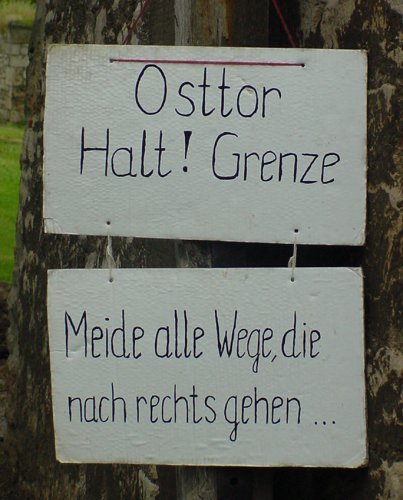 Osttor
Halt! Grenze
Meide alle Wege, die
nach rechts gehen ...